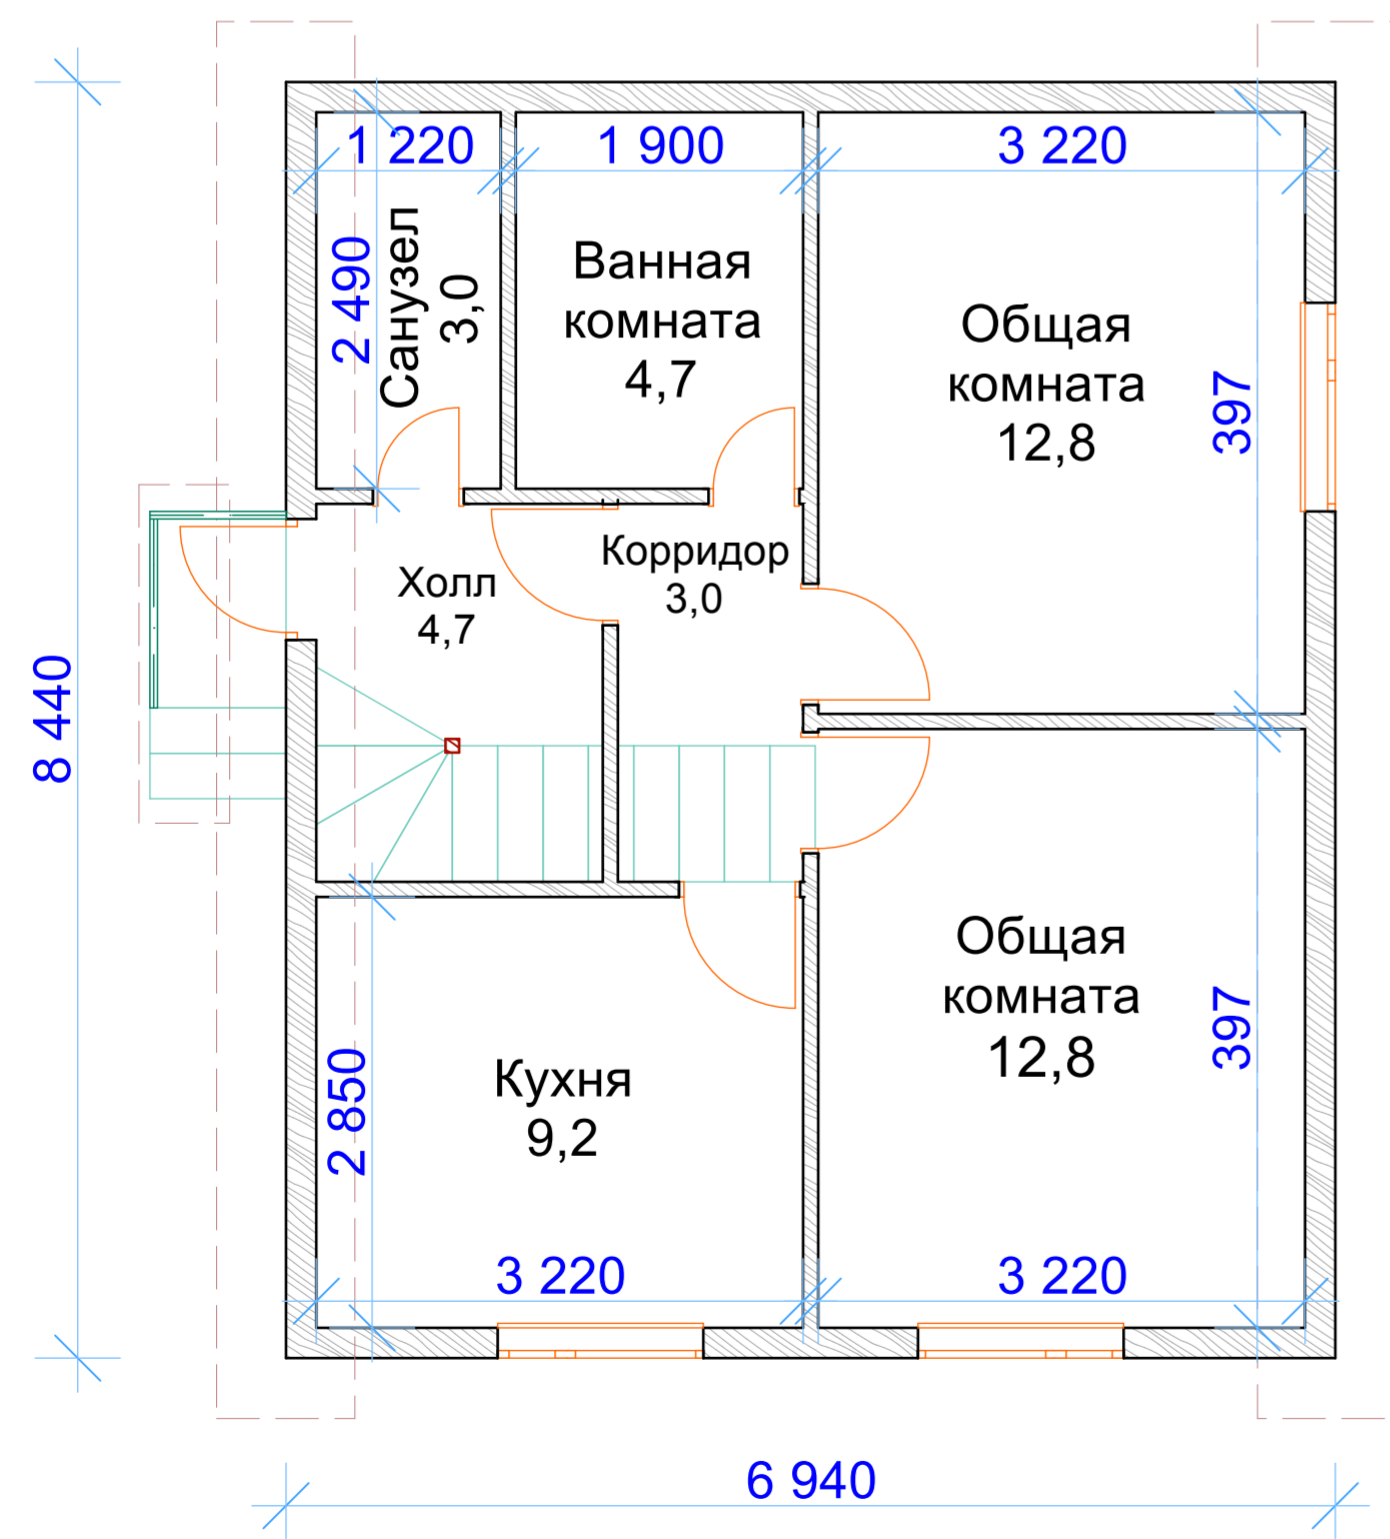 1 220
1 900
3 220
2 490
Санузел
3,0
Ванная
комната
4,7
Общая
комната
12,8
397
Холл
4,7
Корридор
3,0
8 440
Общая
комната
12,8
397
Кухня
9,2
2 850
3 220
3 220
6 940